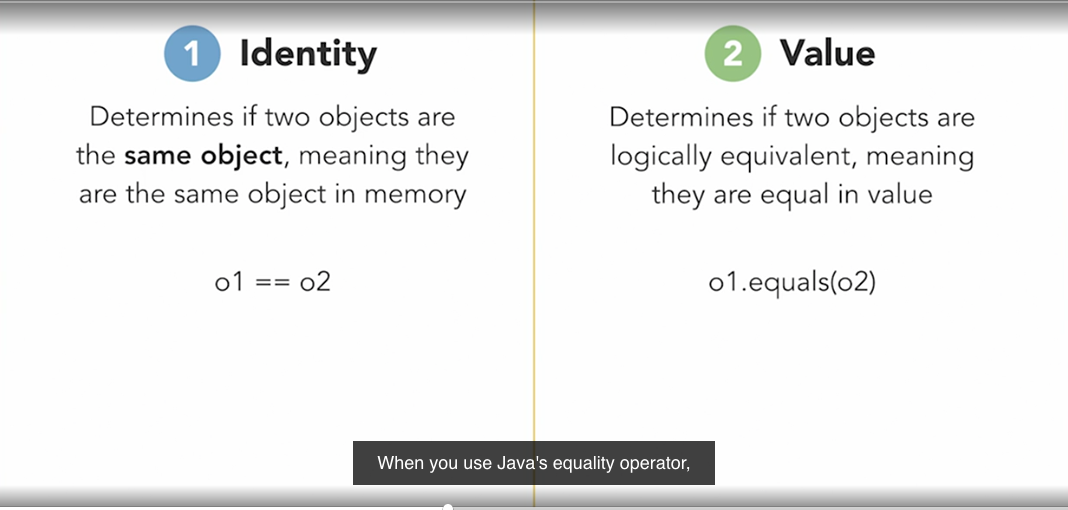 1 Identity
Determines if two objects are
the same object, meaning they
are the same object in memory
o1 == o2
2 Value
Determines if two objects are
logically equivalent, meaning
they are equal in value
o1.equals(o2)
When you use Java's equality operator,